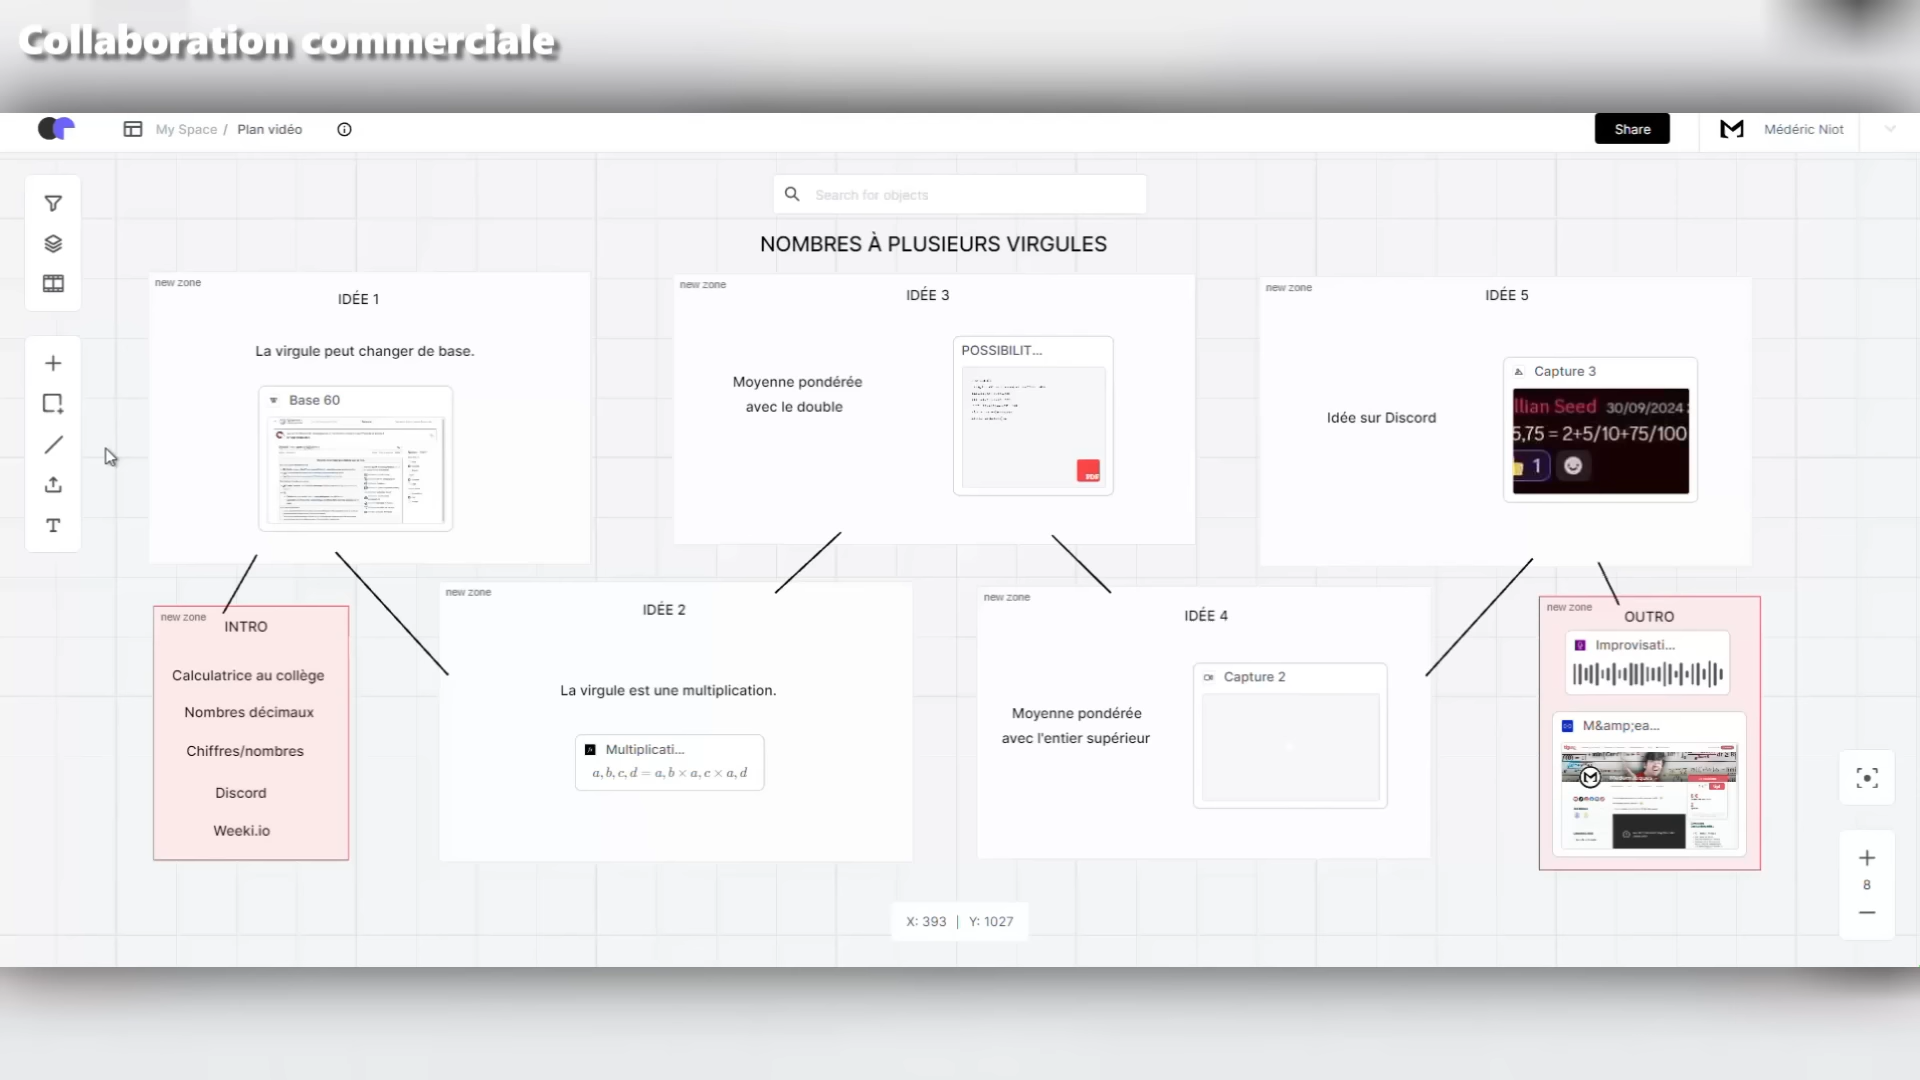 Collaboration commerciale
My Space / Plan vidéo
Share
Médéric Niot
Search for objects
NOMBRES À PLUSIEURS VIRGULES
new zone
IDÉE 1
La virgule peut changer de base.
Base 60
new zone
IDÉE 3
Moyenne pondérée
avec le double
POSSIBILIT...
PDF
new zone
IDÉE 5
Idée sur Discord
Capture 3
llian Seed 30/09/2024
5,75 = 2+5/10+75/100
1
new zone
INTRO
Calculatrice au collège
Nombres décimaux
Chiffres/nombres
Discord
Weeki.io
new zone
IDÉE 2
La virgule est une multiplication.
Multiplicati...
a, b, c, d = a, b × a, c × a, d
new zone
IDÉE 4
Moyenne pondérée
avec l'entier supérieur
Capture 2
new zone
OUTRO
Improvisati...
M&amp;ea...
8
X: 393 | Y: 1027